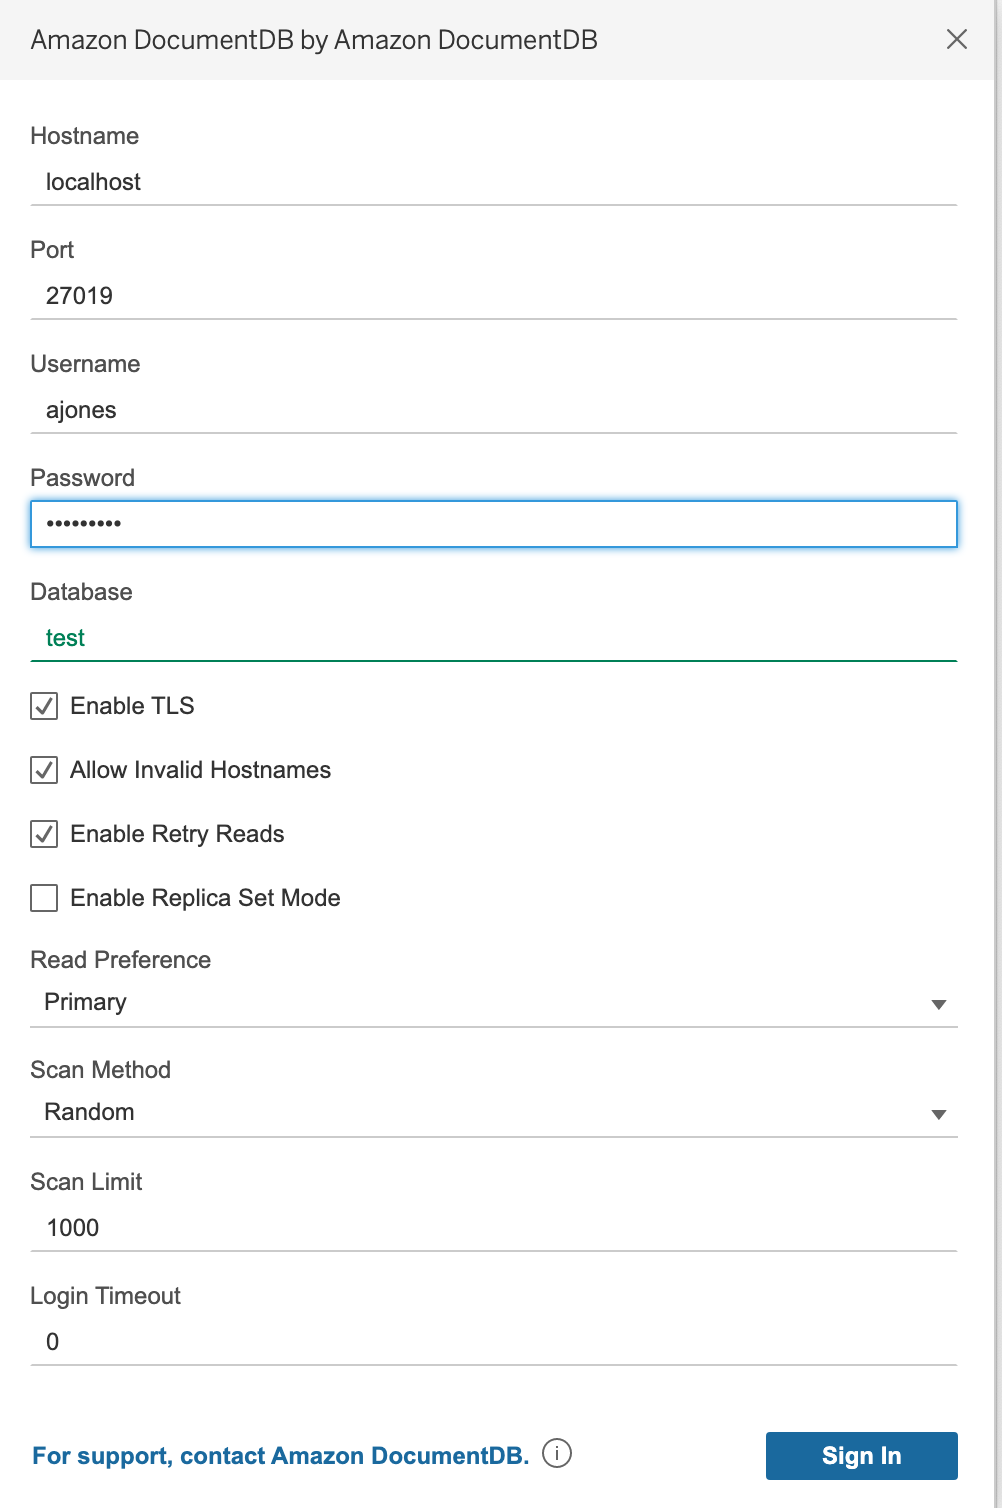 Amazon DocumentDB by Amazon DocumentDB
Hostname
localhost
Port
27019
Username
ajones
Password
•••••••••
Database
test
Enable TLS
Allow Invalid Hostnames
Enable Retry Reads
Enable Replica Set Mode
Read Preference
Primary
Scan Method
Random
Scan Limit
1000
Login Timeout
0
For support, contact Amazon DocumentDB. i
Sign In